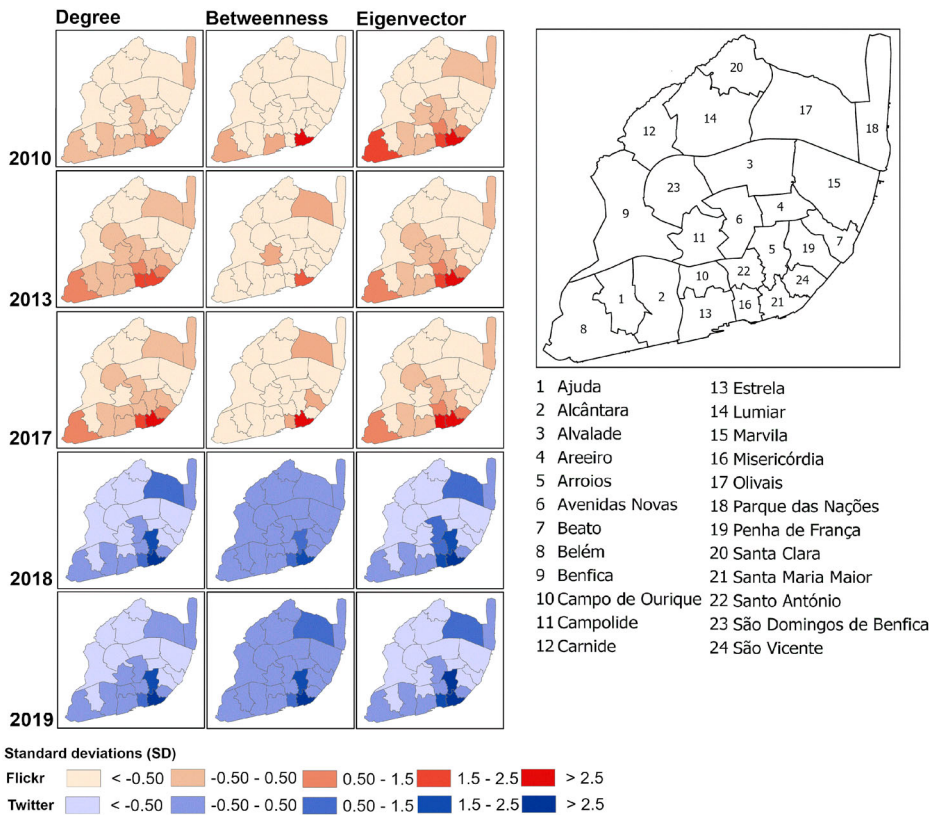 Degree Betweenness Eigenvector
2010
2013
2017
2018
2019
20
17
14
12
18
3
23
15
9
6
4
11
7
5
19
10
22
24
1
2
8
13
16
21
1 Ajuda
2 Alcântara
3 Alvalade
4 Areeiro
5 Arroios
6 Avenidas Novas
7 Beato
8 Belém
9 Benfica
10 Campo de Ourique
11 Campolide
12 Carnide
13 Estrela
14 Lumiar
15 Marvila
16 Misericórdia
17 Olivais
18 Parque das Nações
19 Penha de França
20 Santa Clara
21 Santa Maria Maior
22 Santo António
23 São Domingos de Benfica
24 São Vicente
Standard deviations (SD)
Flickr < -0.50 -0.50 - 0.50 0.50 - 1.5 1.5 - 2.5 > 2.5
Twitter < -0.50 -0.50 - 0.50 0.50 - 1.5 1.5 - 2.5 > 2.5